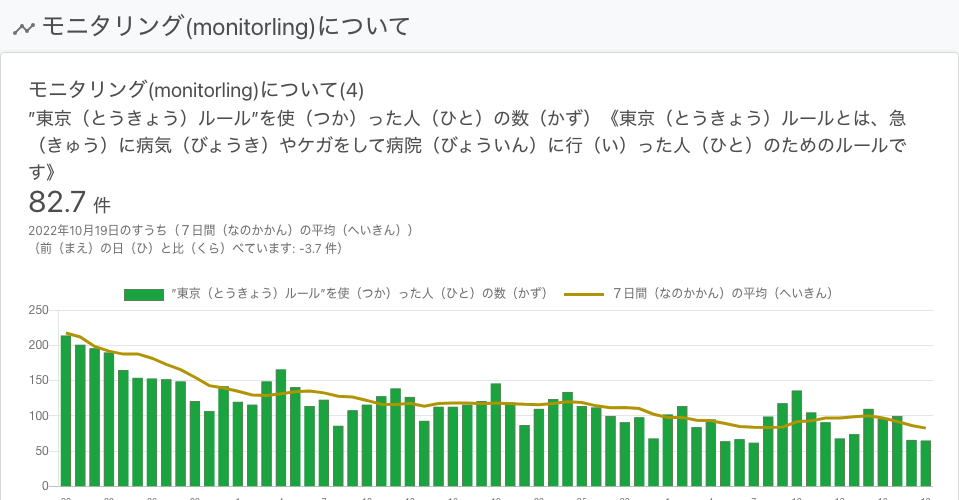 モニタリング(monitorling)について
モニタリング(monitorling)について(4)
”東京（とうきょう）ルール”を使（つか）った人（ひと）の数（かず）《東京（とうきょう）ルールとは、急
（きゅう）に病気（びょうき）やケガをして病院（びょういん）に行（い）った人（ひと）のためのルールで
す》
82.7 件
2022年10月19日のすうち（７日間（なのかかん）の平均（へいきん））
（前（まえ）の日（ひ）と比（くら）べています: -3.7 件）
”東京（とうきょう）ルール”を使（つか）った人（ひと）の数（かず） ７日間（なのかかん）の平均（へいきん）
250
200
150
100
50
0